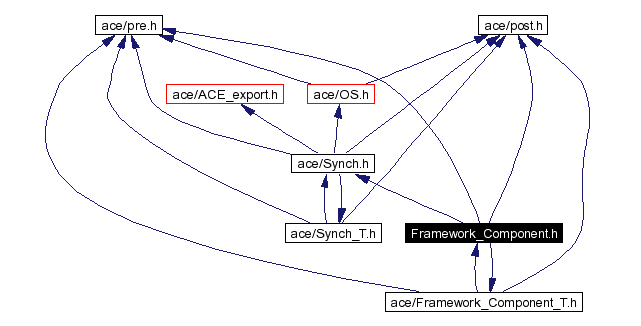 ace/pre.h
ace/post.h
ace/ACE_export.h
ace/OS.h
ace/Synch.h
ace/Synch_T.h
Framework_Component.h
ace/Framework_Component_T.h